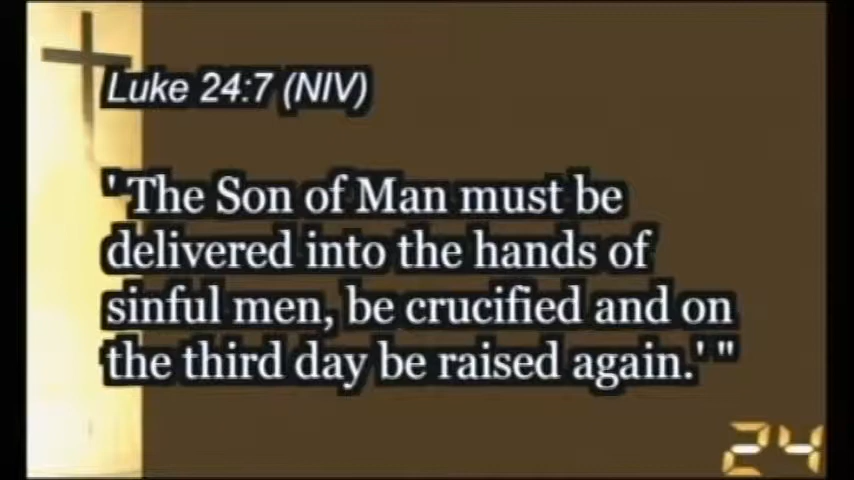 Luke 24:7 (NIV)
' The Son of Man must be
delivered into the hands of
sinful men, be crucified and on
the third day be raised again.' "
24